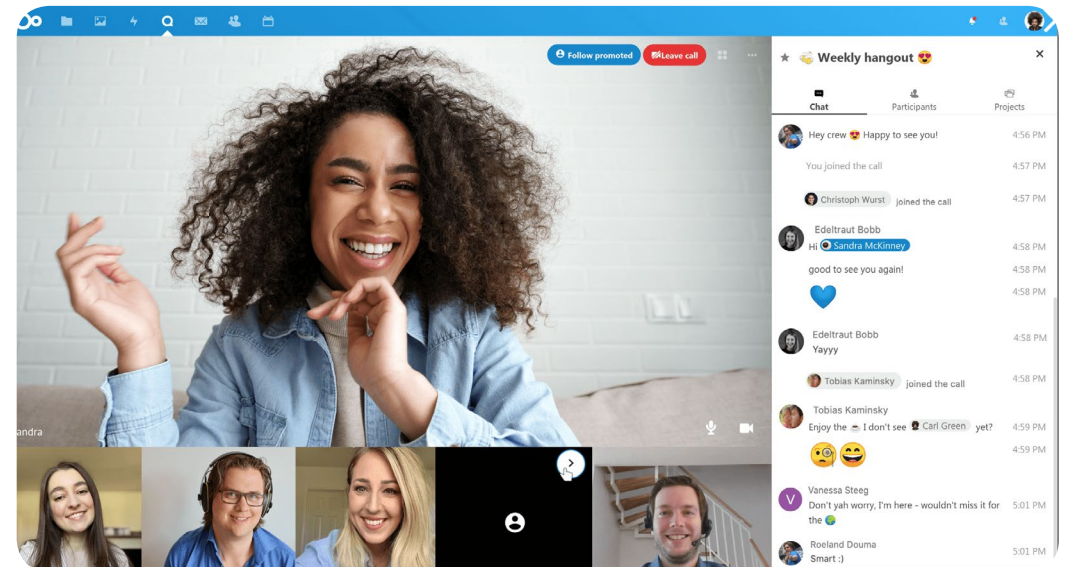 Follow promoted
Leave call
Weekly hangout
Chat
Participants
Projects
Hey crew 😍 Happy to see you!
4:56 PM
You joined the call
4:57 PM
Christoph Wurst joined the call
4:57 PM
Edeltraut Bobb
Hi Sandra McKinney
4:58 PM
good to see you again!
4:58 PM
4:58 PM
Edeltraut Bobb
4:58 PM
Yayyy
Tobias Kaminsky joined the call
4:58 PM
Tobias Kaminsky
Enjoy the ☕ I don't see Carl Green yet?
4:59 PM
4:59 PM
andra
Vanessa Steeg
V
Don't yah worry, I'm here - wouldn't miss it for
5:01 PM
the 🌍
Roeland Douma
5:01 PM
Smart :)